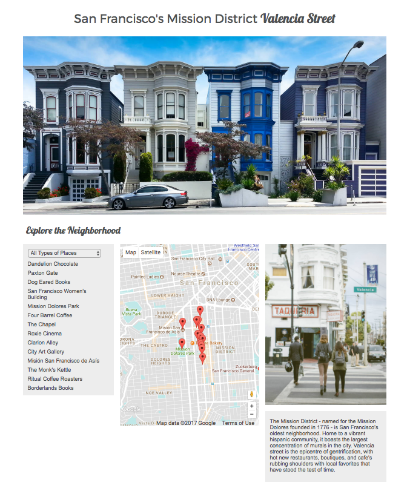 San Francisco's Mission District Valencia Street
Explore the Neighborhood
All Types of Places
Dandelion Chocolate
Paxton Gate
Dog Eared Books
San Francisco Women's
Building
Mission Dolores Park
Four Barrel Coffee
The Chapel
Roxie Cinema
Clarion Alley
City Art Gallery
Misión San Francisco de Asís
The Monk's Kettle
Ritual Coffee Roasters
Borderlands Books
Map Satellite
San Francisco
Map data ©2017 Google Terms of Use
TAQUERIA
Valencia
The Mission District - named for the Mission
Dolores founded in 1776 - is San Francisco's
oldest neighborhood. Home to a vibrant
hispanic community, it boasts the largest
concentration of murals in the city. Valencia
street is the epicentre of gentrification, with
hot new restaurants, boutiques, and cafe's
rubbing shoulders with local favorites that
have stood the test of time.